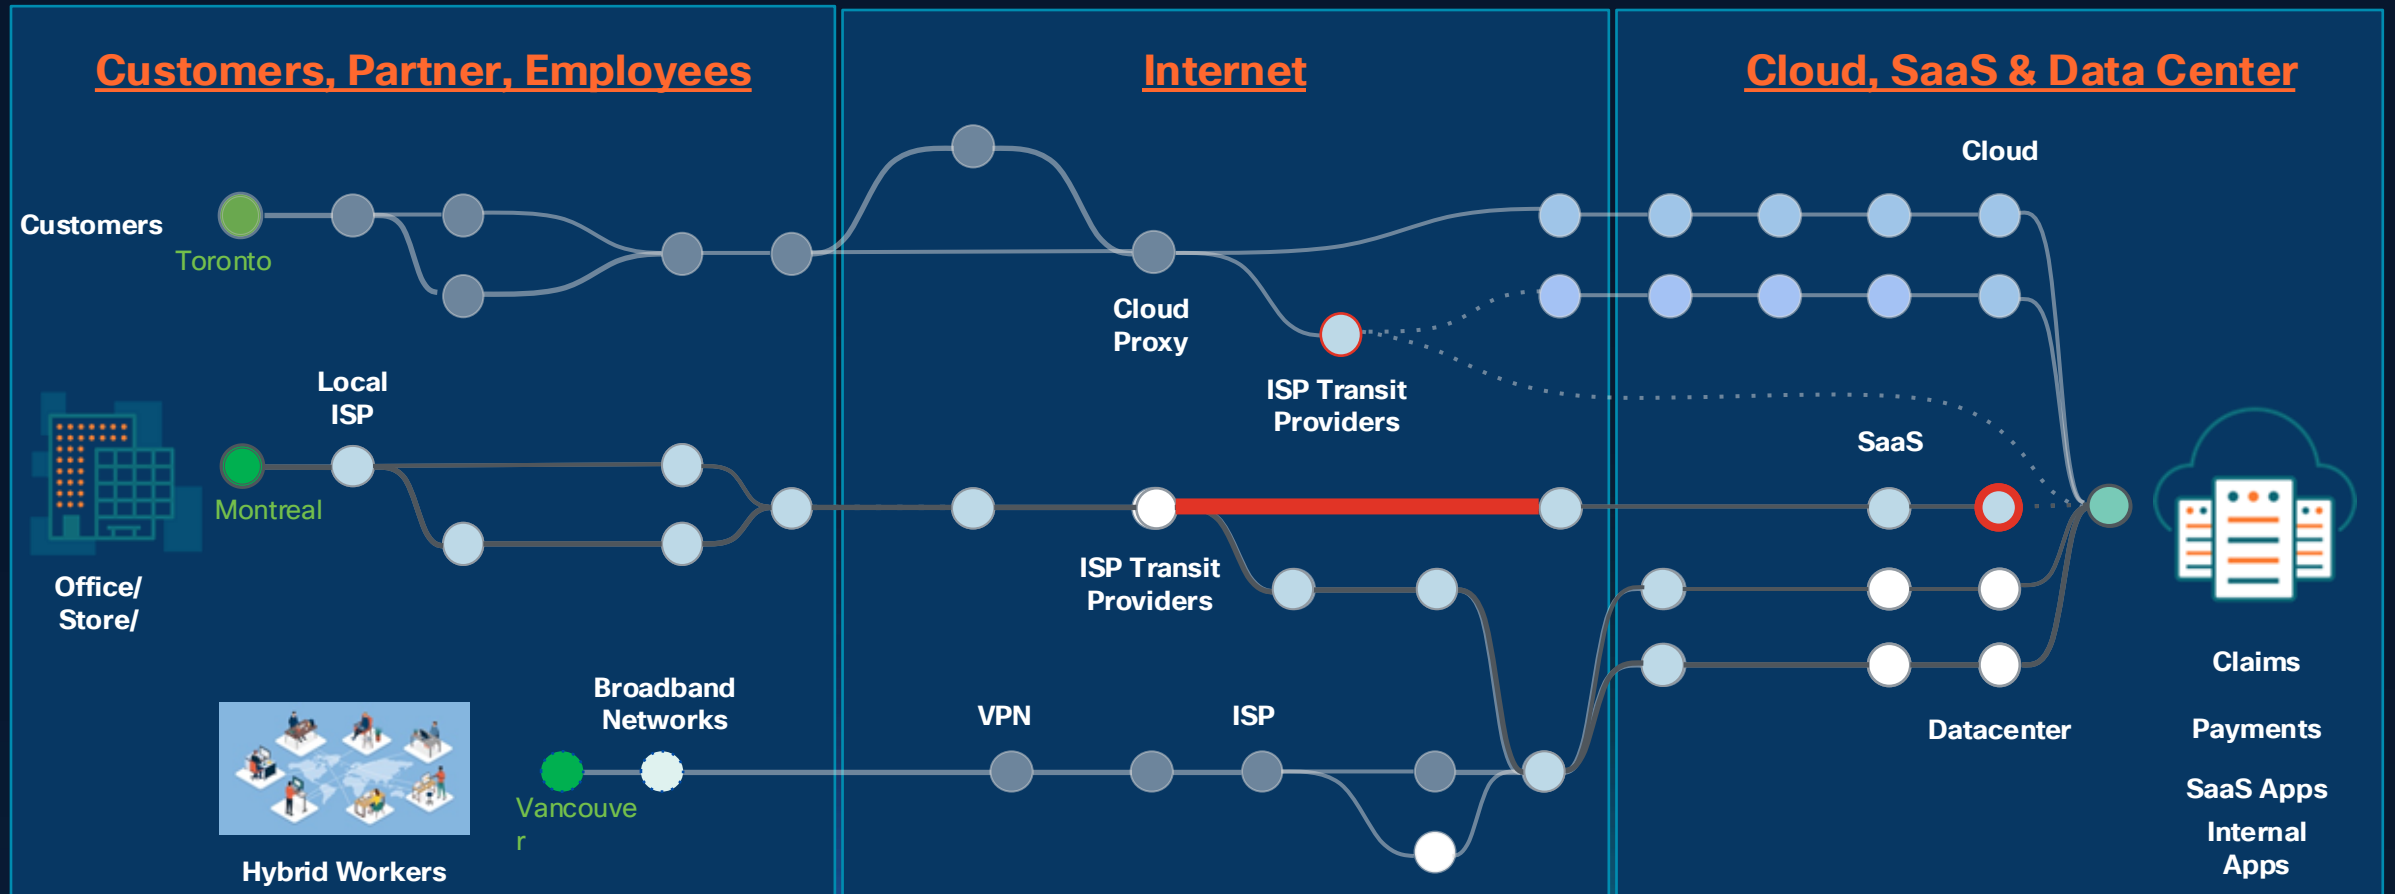 Customers, Partner, Employees
Internet
Cloud, SaaS & Data Center
Cloud
Customers
Toronto
Cloud
Proxy
Local
ISP
ISP Transit
Providers
SaaS
Montreal
Office/
Store/
ISP Transit
Providers
Broadband
Networks
VPN
ISP
Datacenter
Vancouve
r
Hybrid Workers
Claims
Payments
SaaS Apps
Internal
Apps